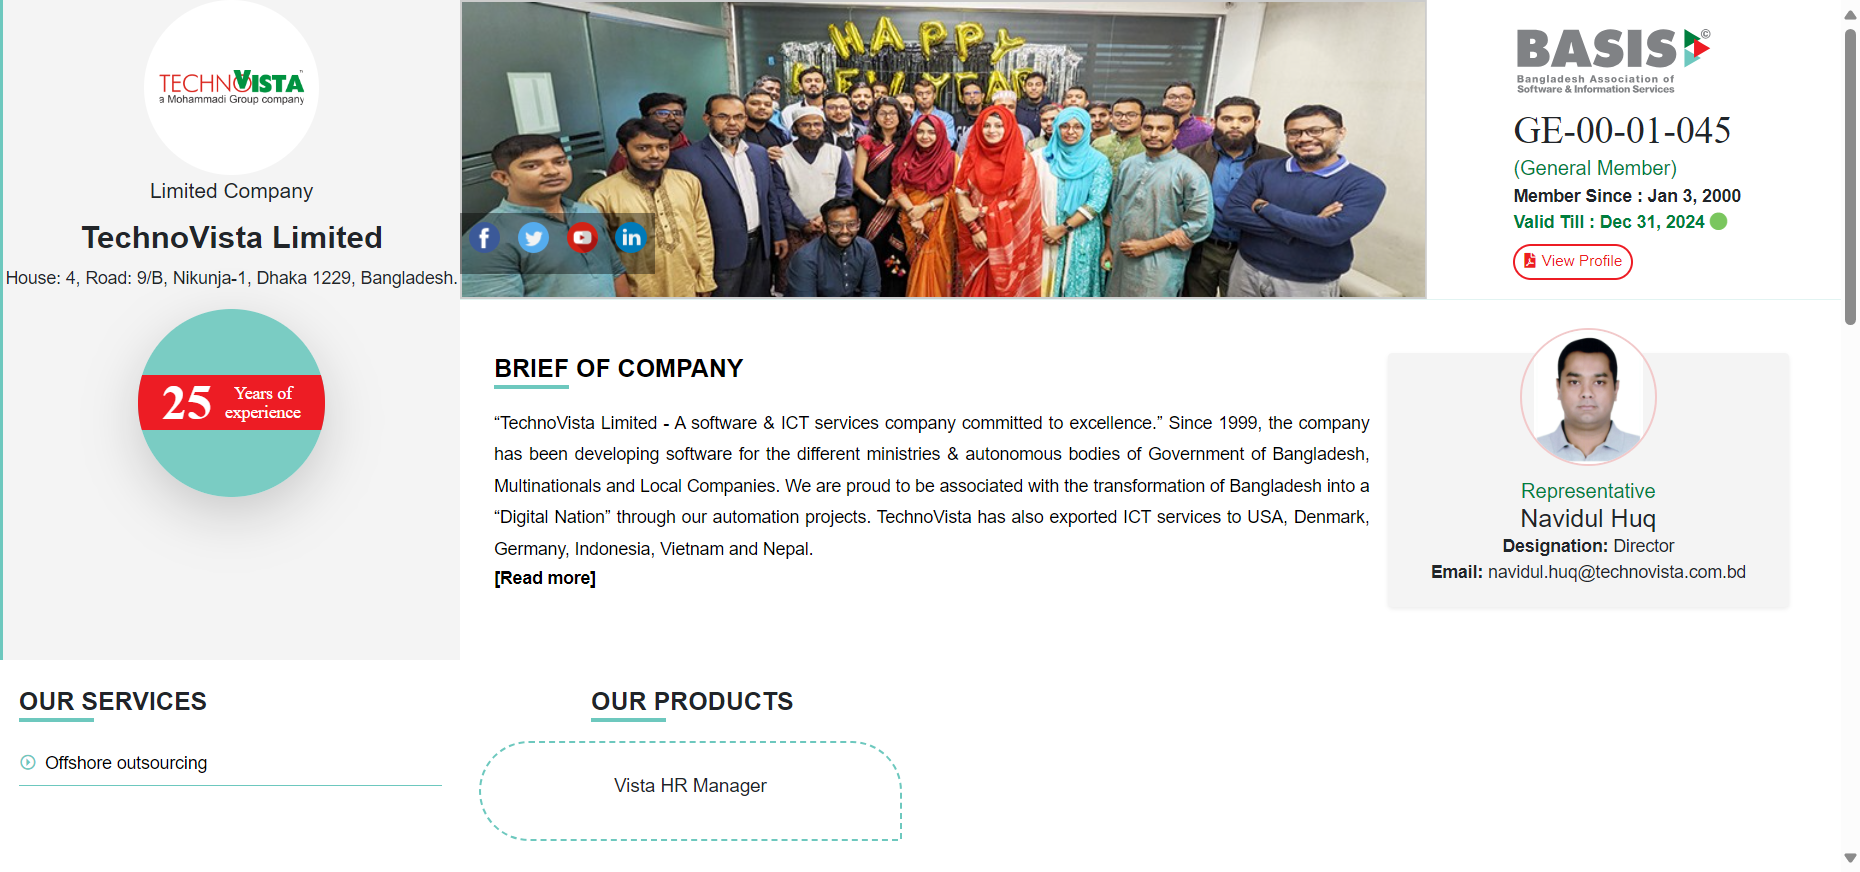 TECHNOVISTA
a Mohammadi Group company
Limited Company
TechnoVista Limited
House: 4, Road: 9/B, Nikunja-1, Dhaka 1229, Bangladesh.
25 Years of
experience
HAPPY
NEW YEAR
BASIS ©
Bangladesh Association of
Software & Information Services
GE-00-01-045
(General Member)
Member Since : Jan 3, 2000
Valid Till : Dec 31, 2024
View Profile
BRIEF OF COMPANY
“TechnoVista Limited - A software & ICT services company committed to excellence.” Since 1999, the company
has been developing software for the different ministries & autonomous bodies of Government of Bangladesh,
Multinationals and Local Companies. We are proud to be associated with the transformation of Bangladesh into a
“Digital Nation” through our automation projects. TechnoVista has also exported ICT services to USA, Denmark,
Germany, Indonesia, Vietnam and Nepal.
[Read more]
Representative
Navidul Huq
Designation: Director
Email: navidul.huq@technovista.com.bd
OUR SERVICES
Offshore outsourcing
OUR PRODUCTS
Vista HR Manager